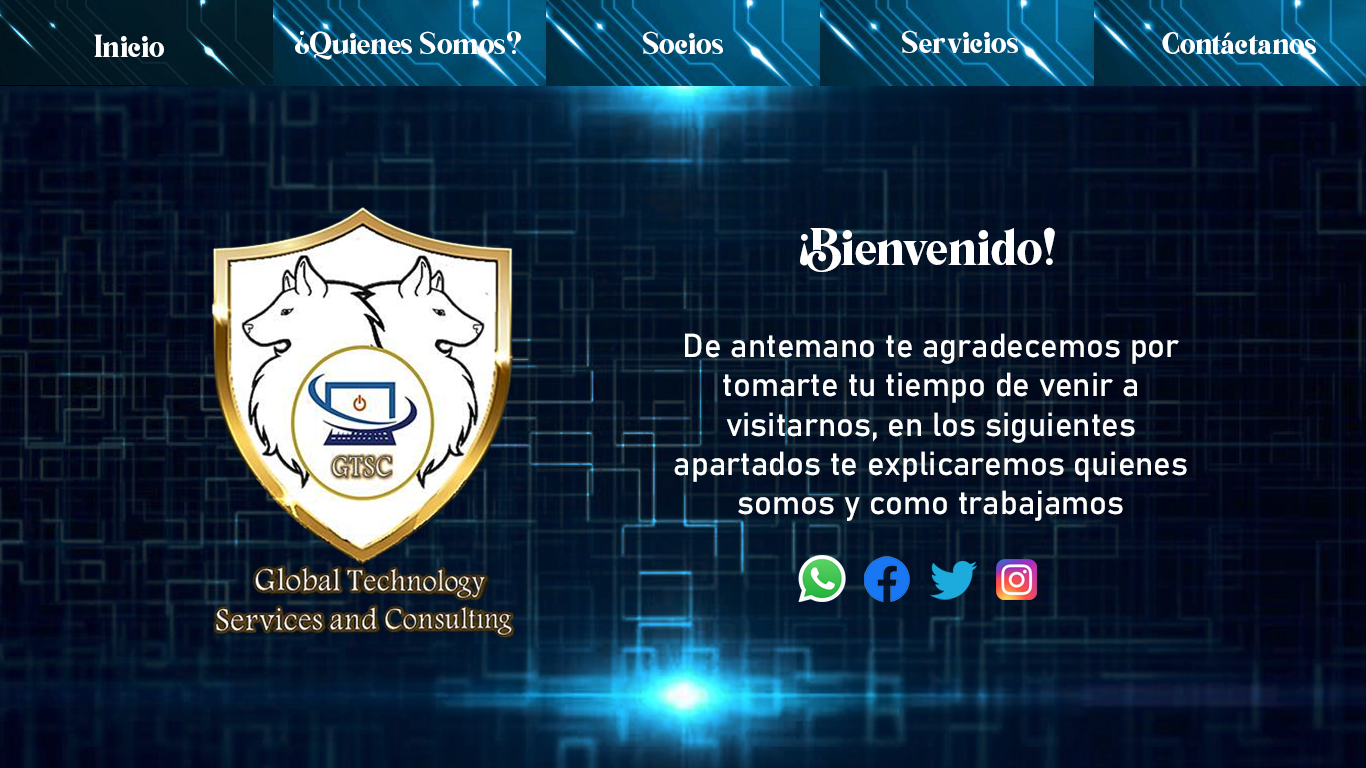 Inicio
¿Quienes Somos?
Socios
Servicios
Contáctanos
¡Bienvenido!
De antemano te agradecemos por
tomarte tu tiempo de venir a
visitarnos, en los siguientes
apartados te explicaremos quienes
somos y como trabajamos
GTSC
Global Technology
Services and Consulting